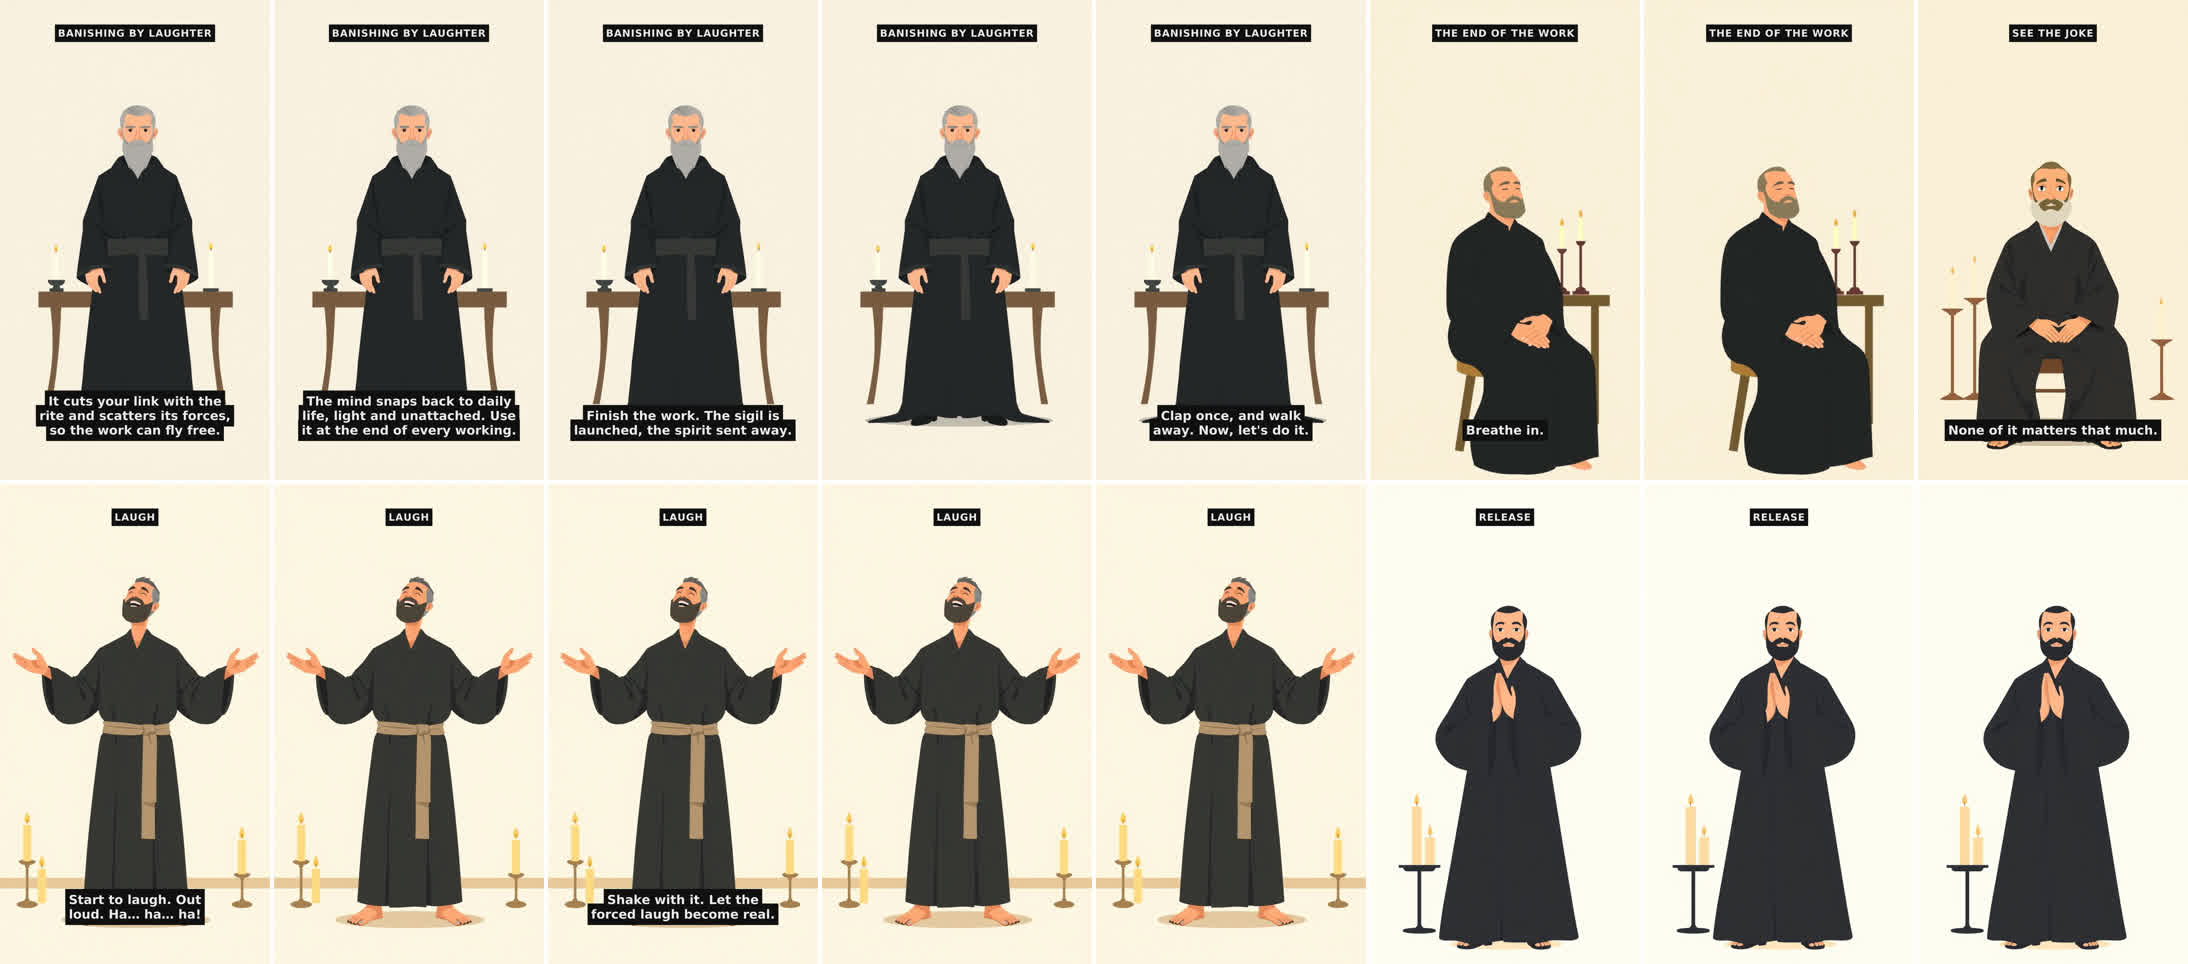 BANISHING BY LAUGHTER
It cuts your link with the
rite and scatters its forces,
so the work can fly free.
BANISHING BY LAUGHTER
The mind snaps back to daily
life, light and unattached. Use
it at the end of every working.
BANISHING BY LAUGHTER
Finish the work. The sigil is
launched, the spirit sent away.
BANISHING BY LAUGHTER
BANISHING BY LAUGHTER
Clap once, and walk
away. Now, let's do it.
THE END OF THE WORK
Breathe in.
THE END OF THE WORK
SEE THE JOKE
None of it matters that much.
LAUGH
Start to laugh. Out
loud. Ha... ha... ha!
LAUGH
LAUGH
Shake with it. Let the
forced laugh become real.
LAUGH
LAUGH
RELEASE
RELEASE